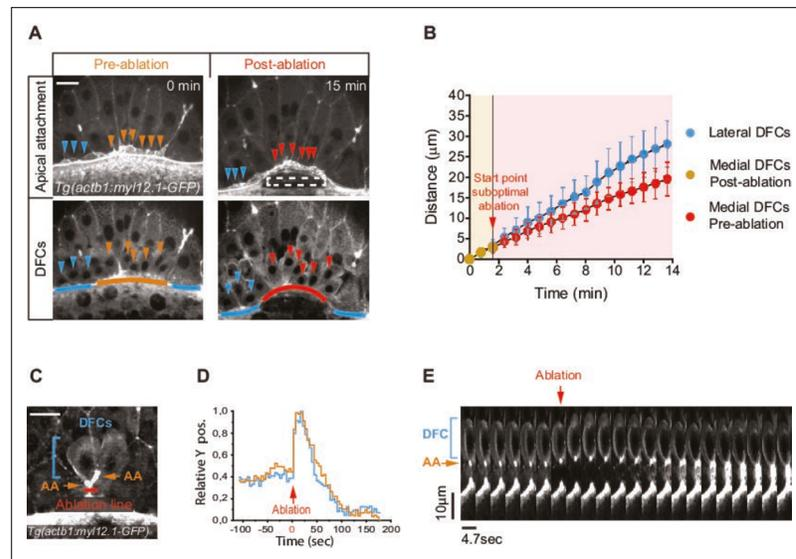 A
Pre-ablation
Post-ablation
Apical attachment
0 min
15 min
Tg(actb1:myl12.1-GFP)
DFCs
B
Distance (µm)
40
35
30
25
20
15
10
5
0
Start point
suboptimal
ablation
0 2 4 6 8 10 12 14
Time (min)
Lateral DFCs
Medial DFCs
Post-ablation
Medial DFCs
Pre-ablation
C
DFCs
AA
AA
Ablation line
Tg(actb1:myl12.1-GFP)
D
Relative Y pos.
1,0
0,8
0.6
0.4
0.2
0.0
Ablation
-100 -50 0 50 100 150 200
Time (sec)
E
Ablation
DFC
AA
10µm
4.7sec